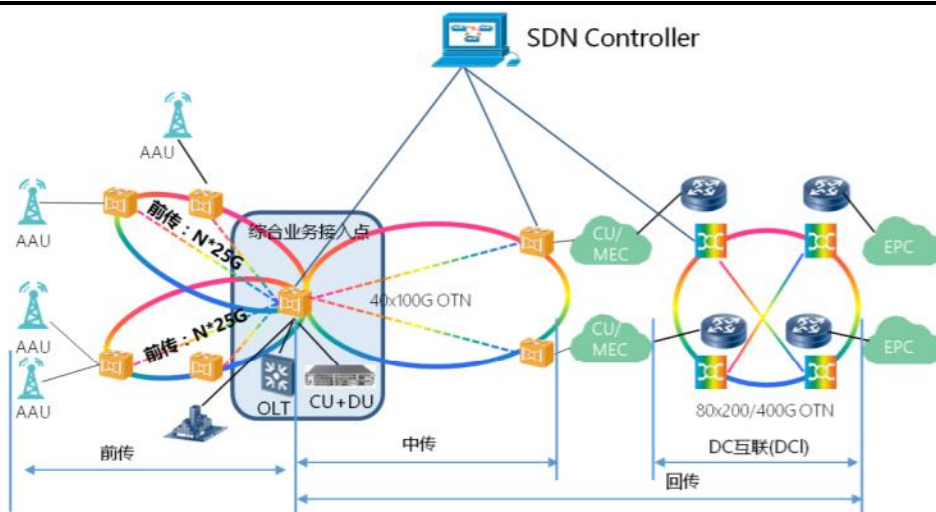 SDN Controller
AAU
AAU
前传：N*25G
综合业务接入点
CU/
MEC
EPC
40x100G OTN
AAU
前传：N*25G
CU/
MEC
EPC
AAU
OLT
CU+DU
80x200/400G OTN
前传
中传
DC互联(DCI)
回传